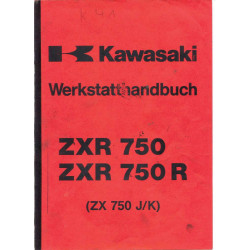 Kawasaki
Werkstatthandbuch
ZXR 750
ZXR 750 R
(ZX 750 J/K)